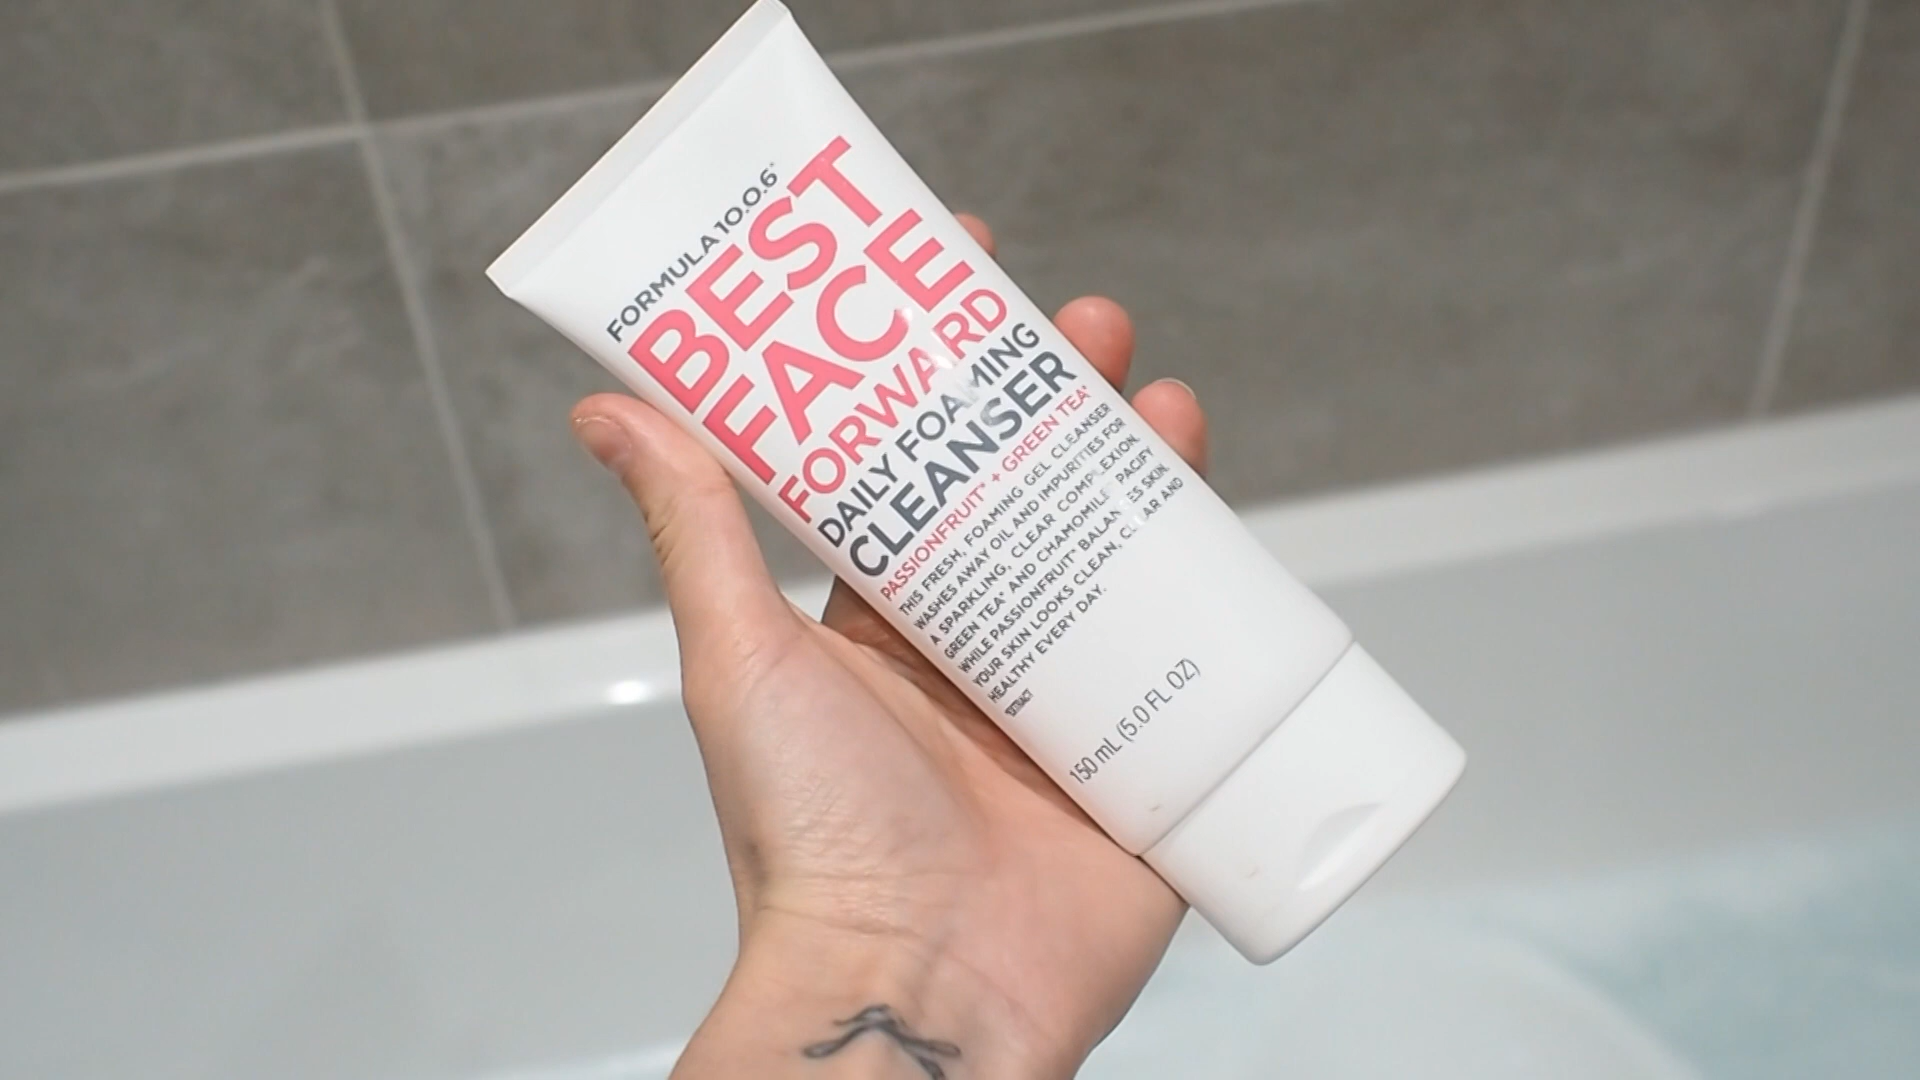 FORMULA 10.0.6
BEST
FACE
FORWARD
DAILY FOAMING
CLEANSER
PASSIONFRUIT* + GREEN TEA*
THIS FRESH, FOAMING GEL CLEANSER
WASHES AWAY OIL AND IMPURITIES FOR
A SPARKLING, CLEAR COMPLEXION.
GREEN TEA* AND CHAMOMILE* PACIFY
WHILE PASSIONFRUIT* BALANCES SKIN.
YOUR SKIN LOOKS CLEAN, CLEAR AND
HEALTHY EVERY DAY.
*EXTRACT
150 mL (5.0 FL OZ)